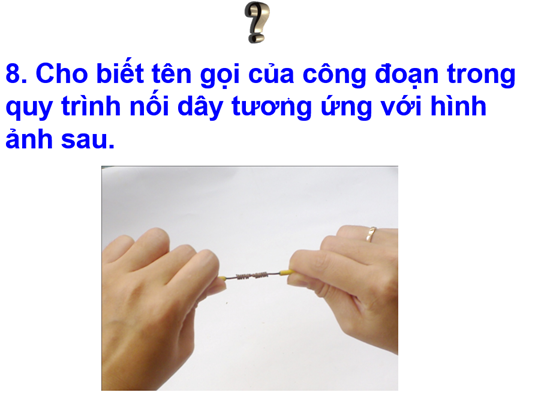 8. Cho biết tên gọi của công đoạn trong
quy trình nối dây tương ứng với hình
ảnh sau.